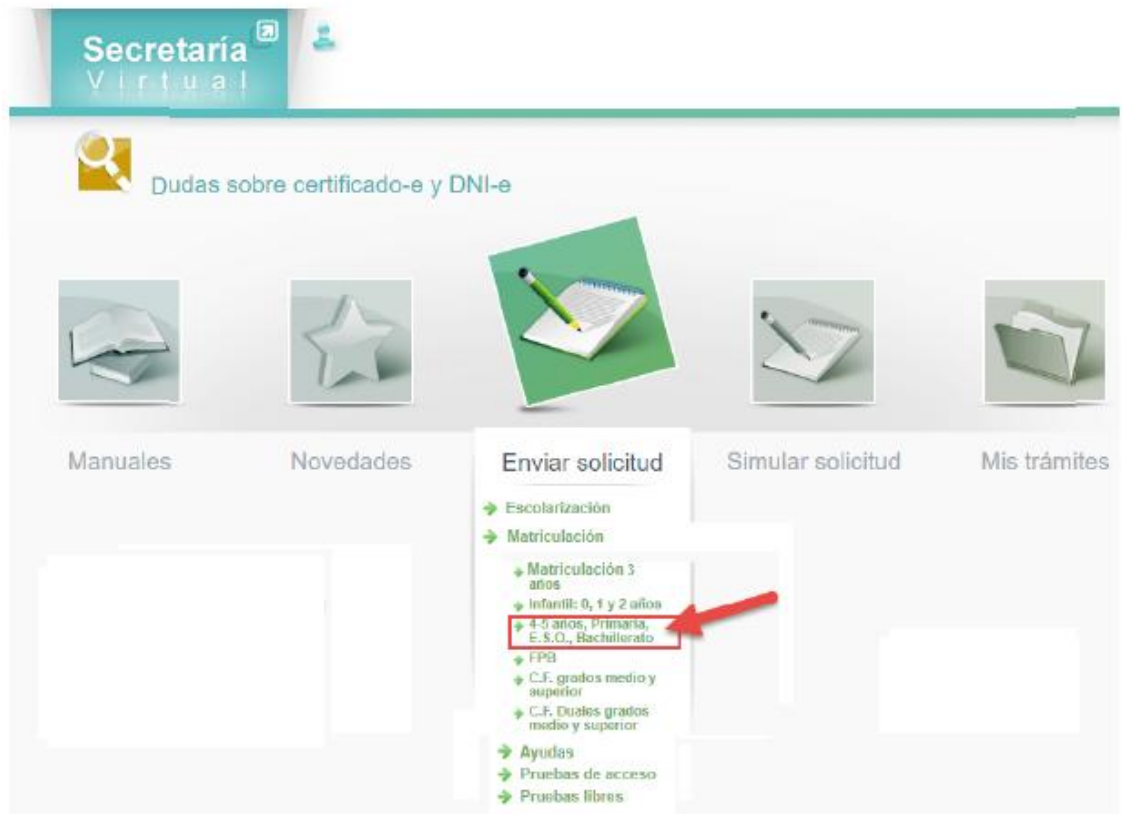 Secretaría
Virtual
Dudas sobre certificado-e y DNI-e
Manuales
Novedades
Enviar solicitud
Simular solicitud
Mis trámites
Escolarización
Matriculación
Matriculación 3
años
Infantil: 0, 1 y 2 años
4-5 años, Primaria,
E.S.O., Bachillerato
FPB
C.F. grados medio y
superior
C.F. Duales grados
medio y superior
Ayudas
Pruebas de acceso
Pruebas libres